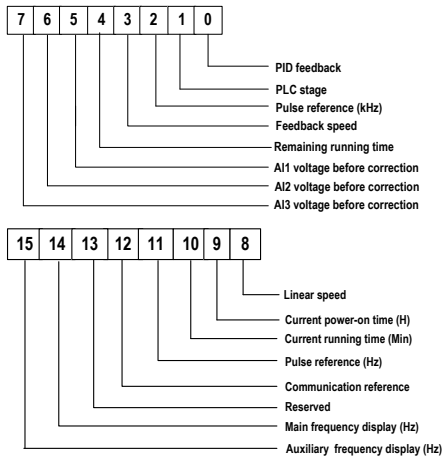 7 6 5 4 3 2 1 0
PID feedback
PLC stage
Pulse reference (kHz)
Feedback speed
Remaining running time
AI1 voltage before correction
AI2 voltage before correction
AI3 voltage before correction
15 14 13 12 11 10 9 8
Linear speed
Current power-on time (H)
Current running time (Min)
Pulse reference (Hz)
Communication reference
Reserved
Main frequency display (Hz)
Auxiliary frequency display (Hz)